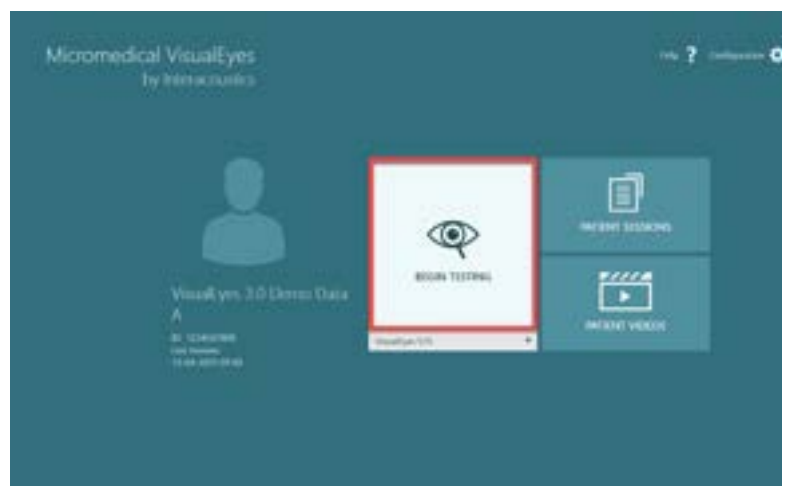 Micromedical VisualEyes
by Interacoustics
Help ?
Configuration
BEGIN TESTING
PATIENT SESSIONS
PATIENT VIDEOS
VisualEyes 3.0 Demo Data
A